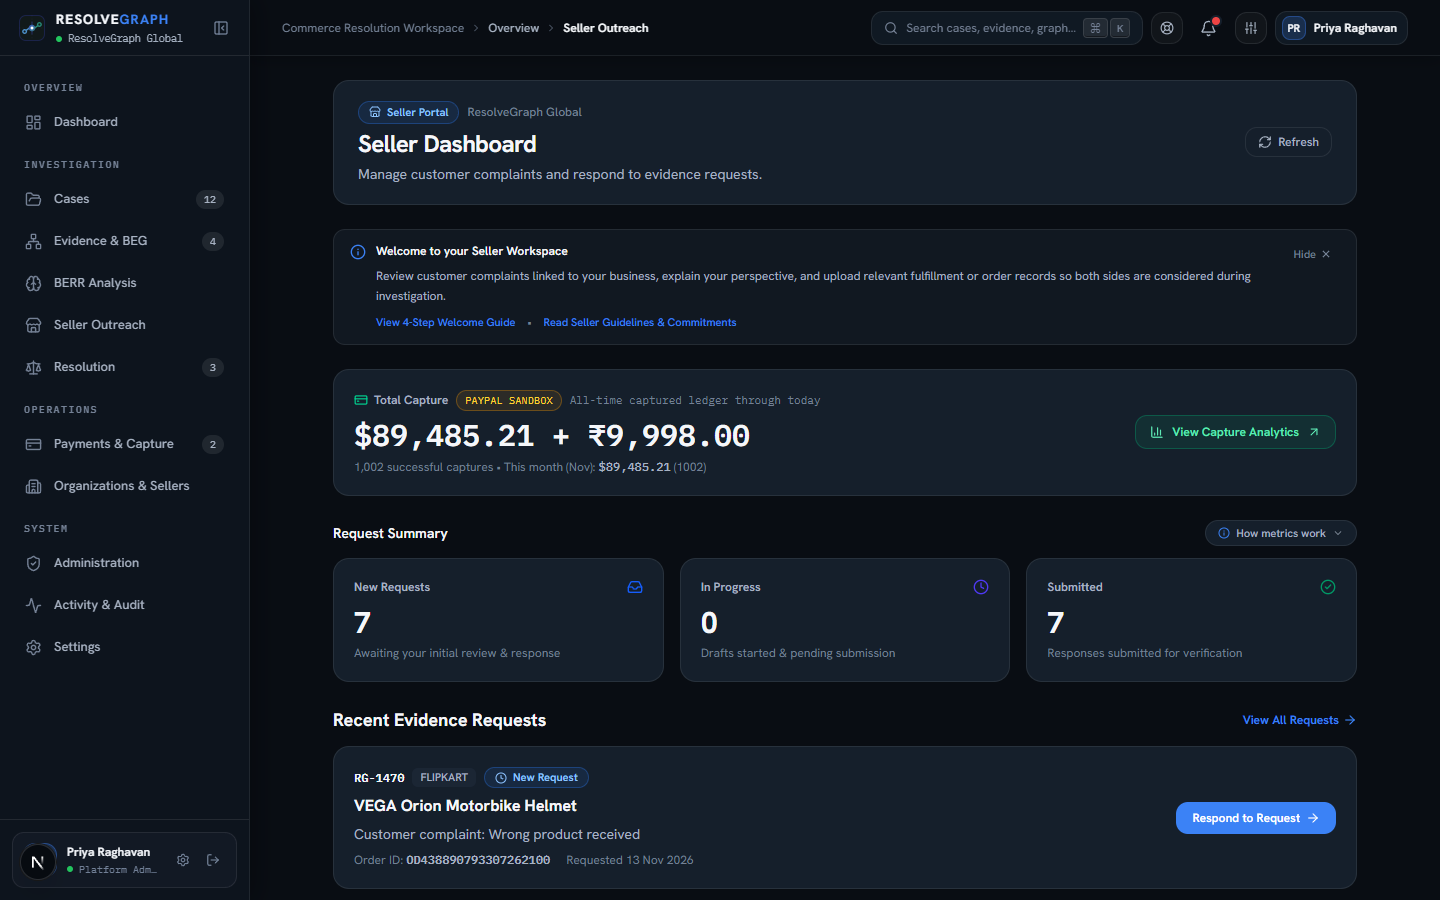 RESOLVEGRAPH
ResolveGraph Global
OVERVIEW
Dashboard
INVESTIGATION
Cases 12
Evidence & BEG 4
BERR Analysis
Seller Outreach
Resolution 3
OPERATIONS
Payments & Capture 2
Organizations & Sellers
SYSTEM
Administration
Activity & Audit
Settings
Priya Raghavan
Platform Adm…
Commerce Resolution Workspace > Overview > Seller Outreach
Search cases, evidence, graph... ⌘ K
PR Priya Raghavan
Seller Portal ResolveGraph Global
Seller Dashboard
Manage customer complaints and respond to evidence requests.
Refresh
Welcome to your Seller Workspace
Hide ×
Review customer complaints linked to your business, explain your perspective, and upload relevant fulfillment or order records so both sides are considered during
investigation.
View 4-Step Welcome Guide • Read Seller Guidelines & Commitments
Total Capture PAYPAL SANDBOX All-time captured ledger through today
$89,485.21 + ₹9,998.00
1,002 successful captures • This month (Nov): $89,485.21 (1002)
View Capture Analytics
Request Summary
How metrics work
New Requests
7
Awaiting your initial review & response
In Progress
0
Drafts started & pending submission
Submitted
7
Responses submitted for verification
Recent Evidence Requests
View All Requests →
RG-1470 FLIPKART New Request
VEGA Orion Motorbike Helmet
Customer complaint: Wrong product received
Order ID: OD438890793307262100 Requested 13 Nov 2026
Respond to Request →